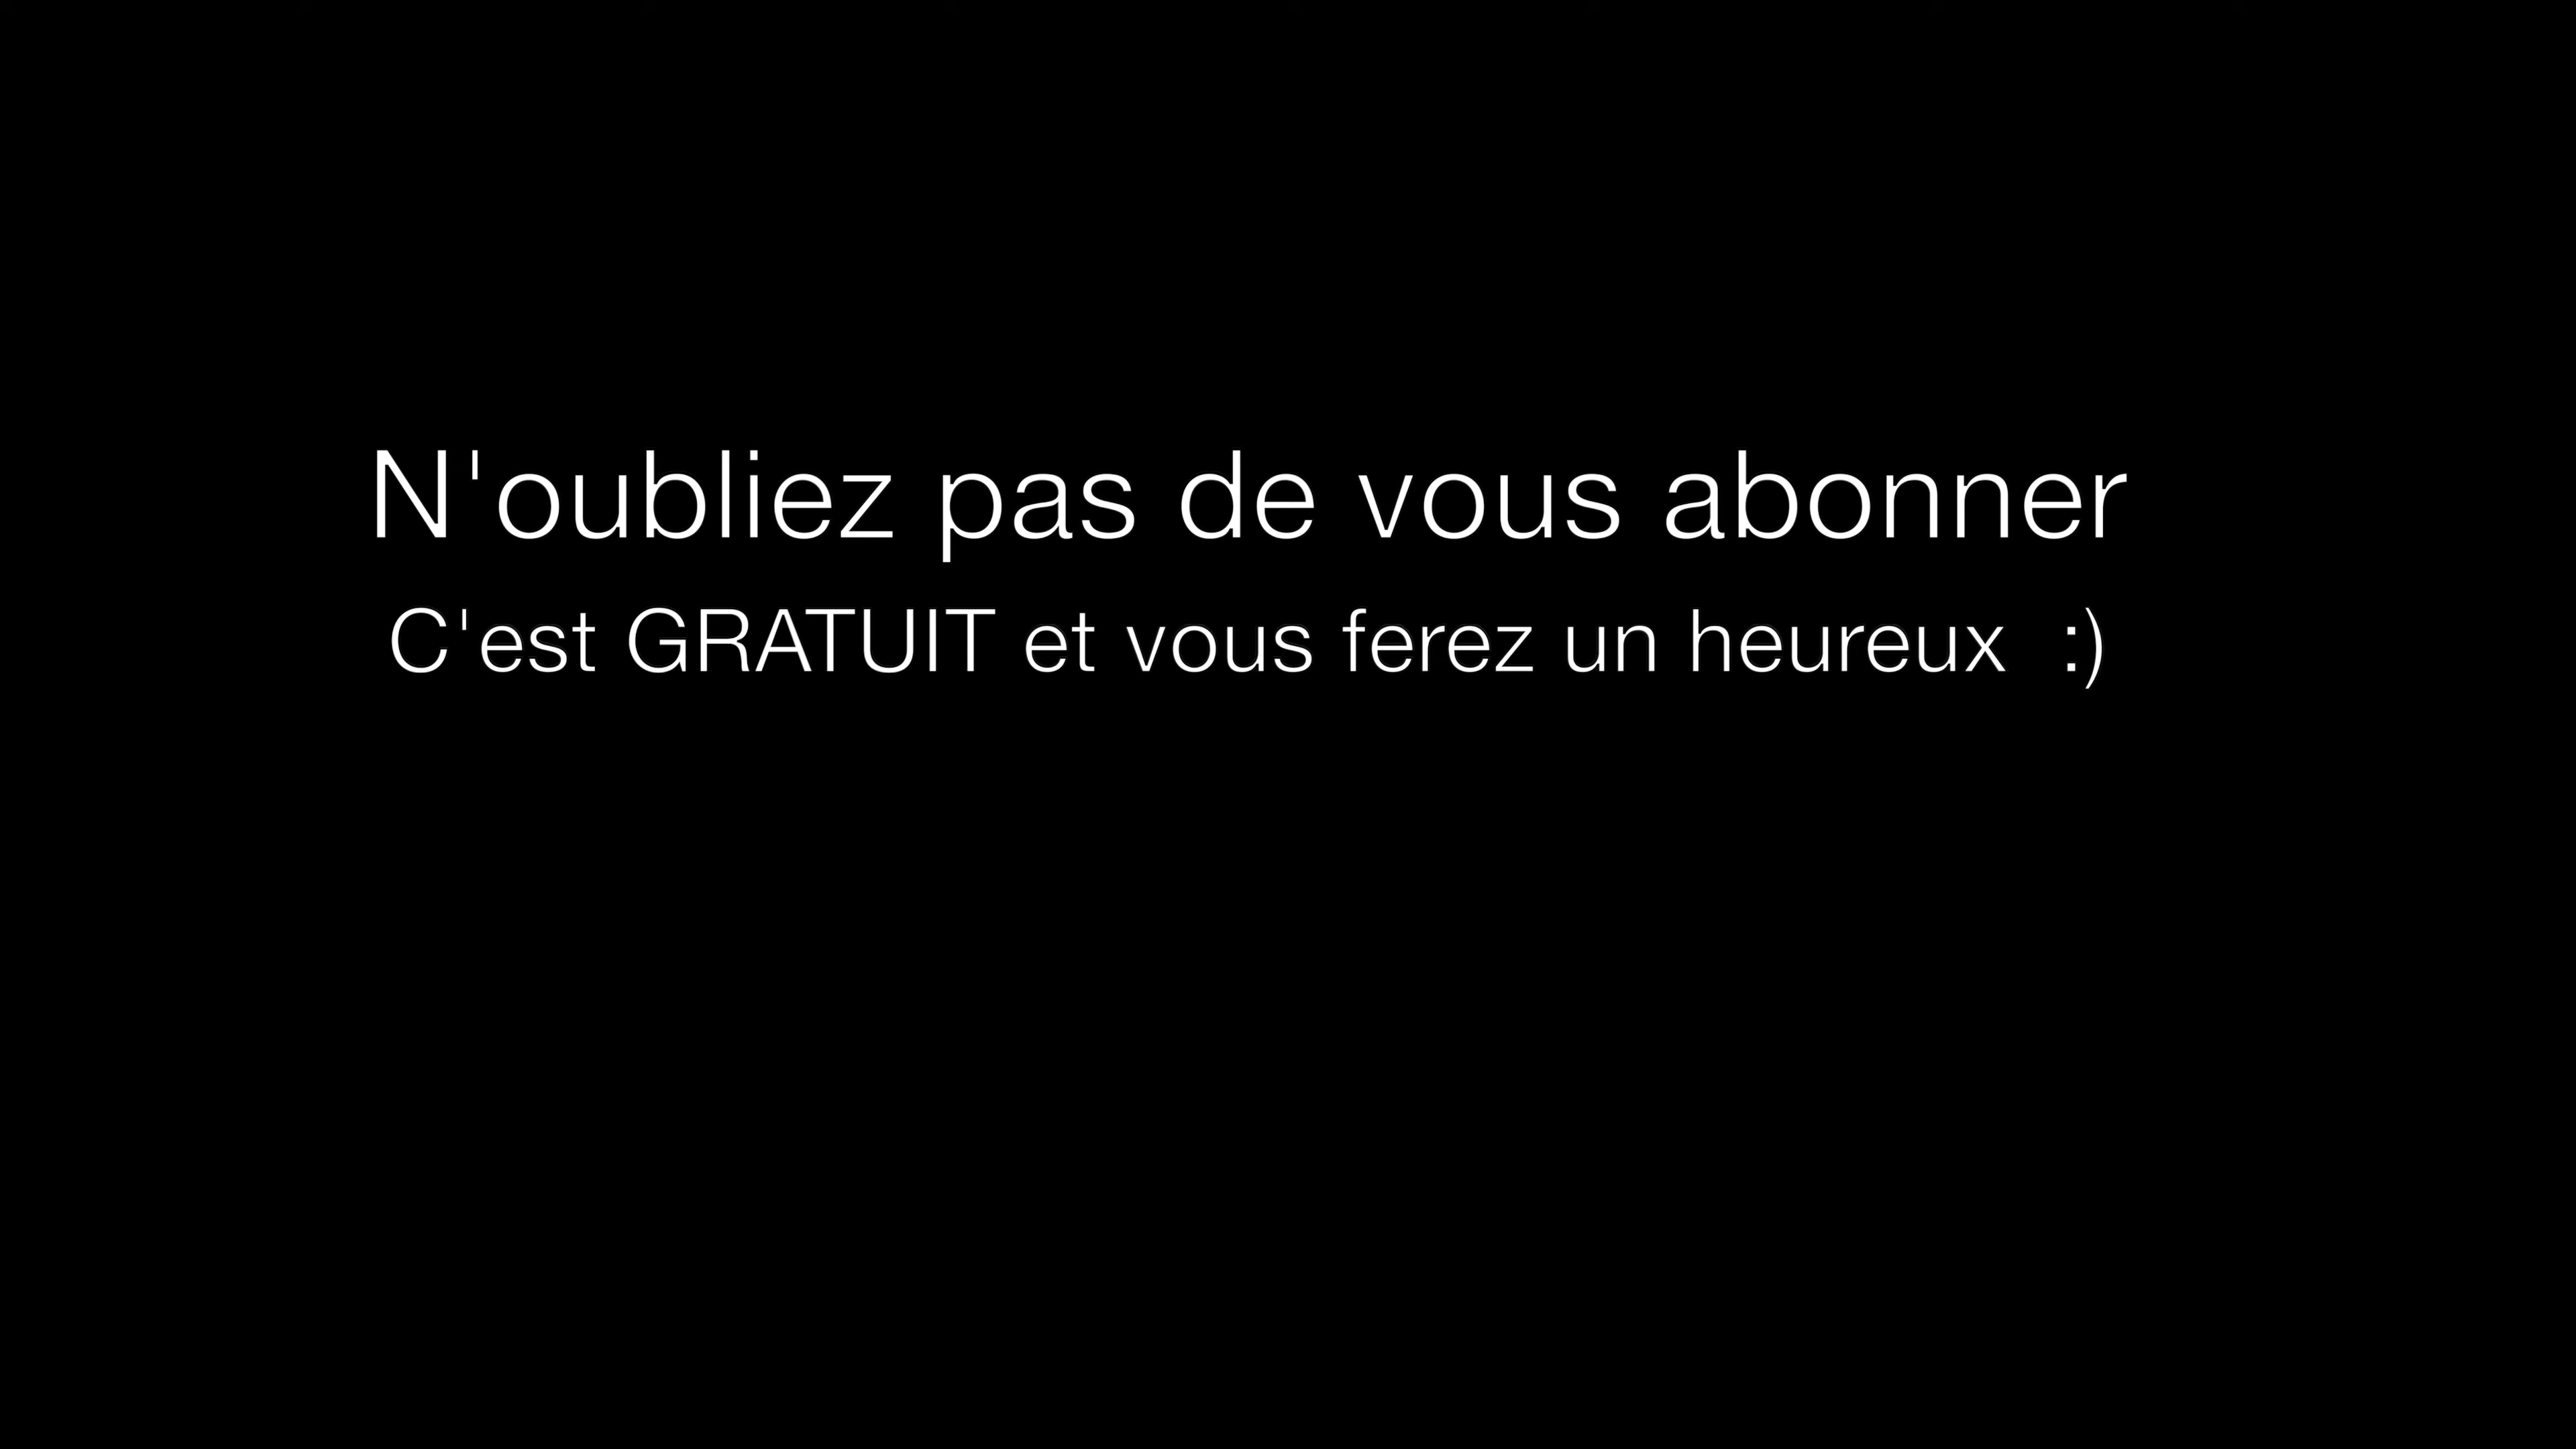 N'oubliez pas de vous abonner
C'est GRATUIT et vous ferez un heureux  :)